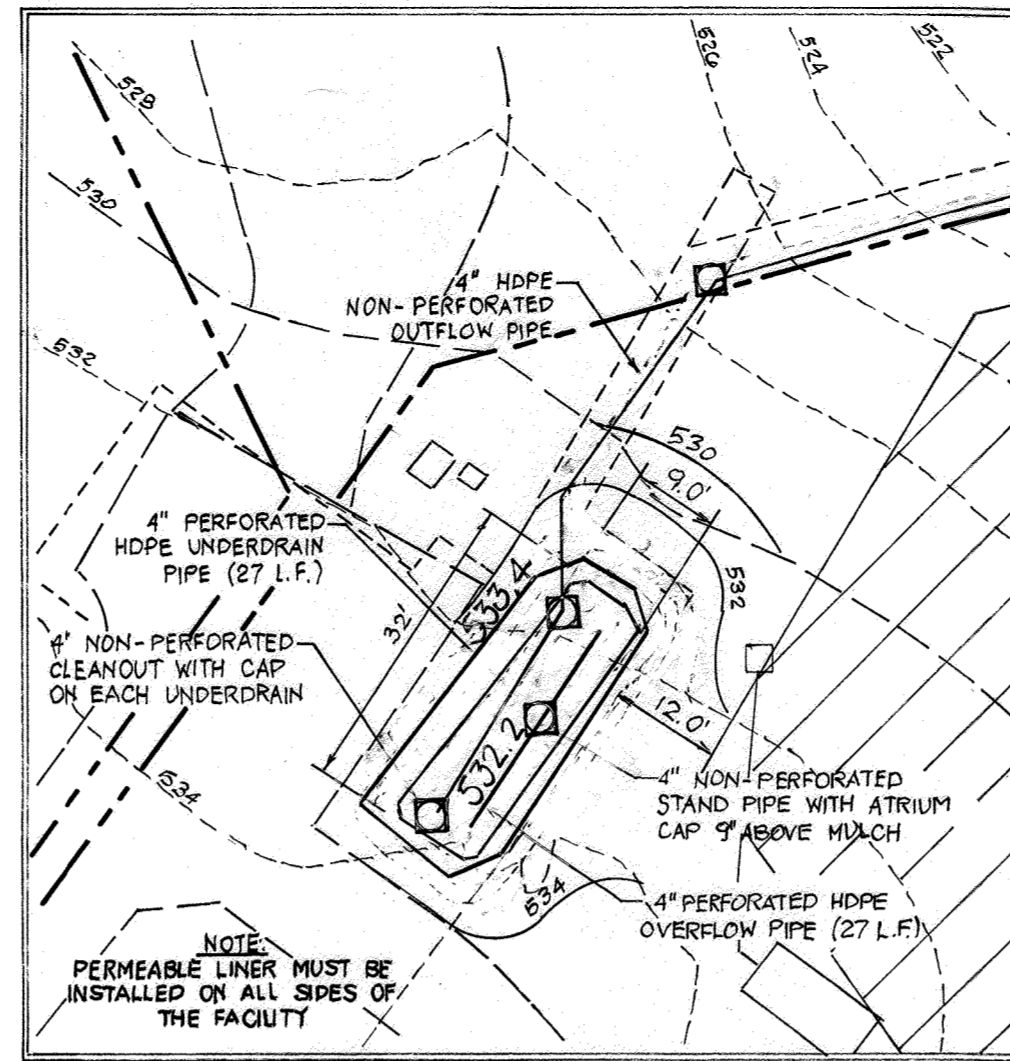 526
524
522
528
530
4" HDPE
NON-PERFORATED
OUTFLOW PIPE
532
530
9.0'
4" PERFORATED
HDPE UNDERDRAIN
PIPE (27 L.F.)
533.4
532
32'
4" NON-PERFORATED
CLEANOUT WITH CAP
ON EACH UNDERDRAIN
12.0'
532.2
534
4" NON-PERFORATED
STAND PIPE WITH ATRIUM
CAP 9" ABOVE MULCH
534
4" PERFORATED HDPE
OVERFLOW PIPE (27 L.F.)
NOTE:
PERMEABLE LINER MUST BE
INSTALLED ON ALL SIDES OF
THE FACILITY